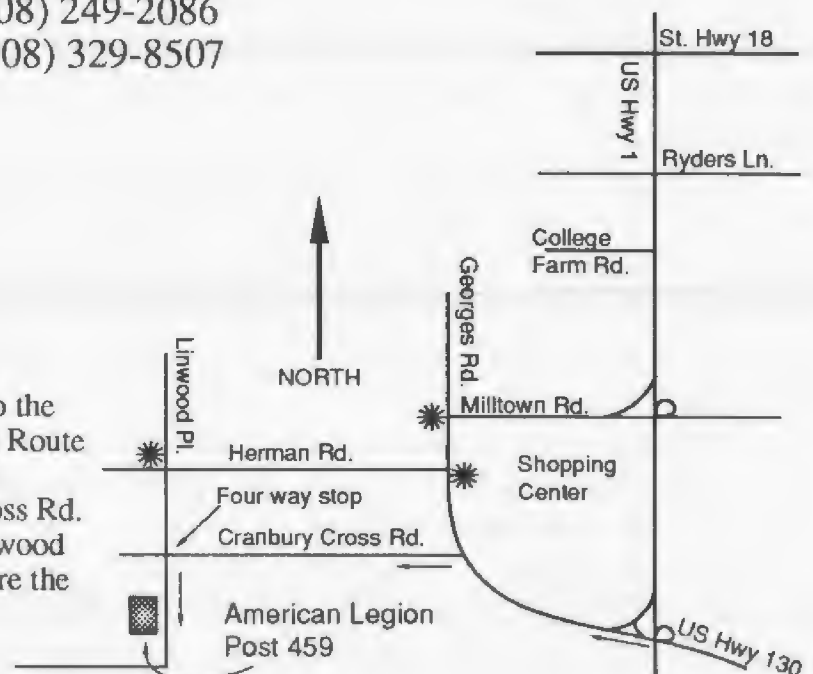 08) 249-2086
08) 329-8507
St. Hwy 18
US Hwy 1
Ryders Ln.
College
Farm Rd.
Georges Rd.
Linwood Pl.
NORTH
Milltown Rd.
Herman Rd.
Shopping
Center
Four way stop
Cranbury Cross Rd.
American Legion
Post 459
US Hwy 130
o the
Route
oss Rd.
wood
re the